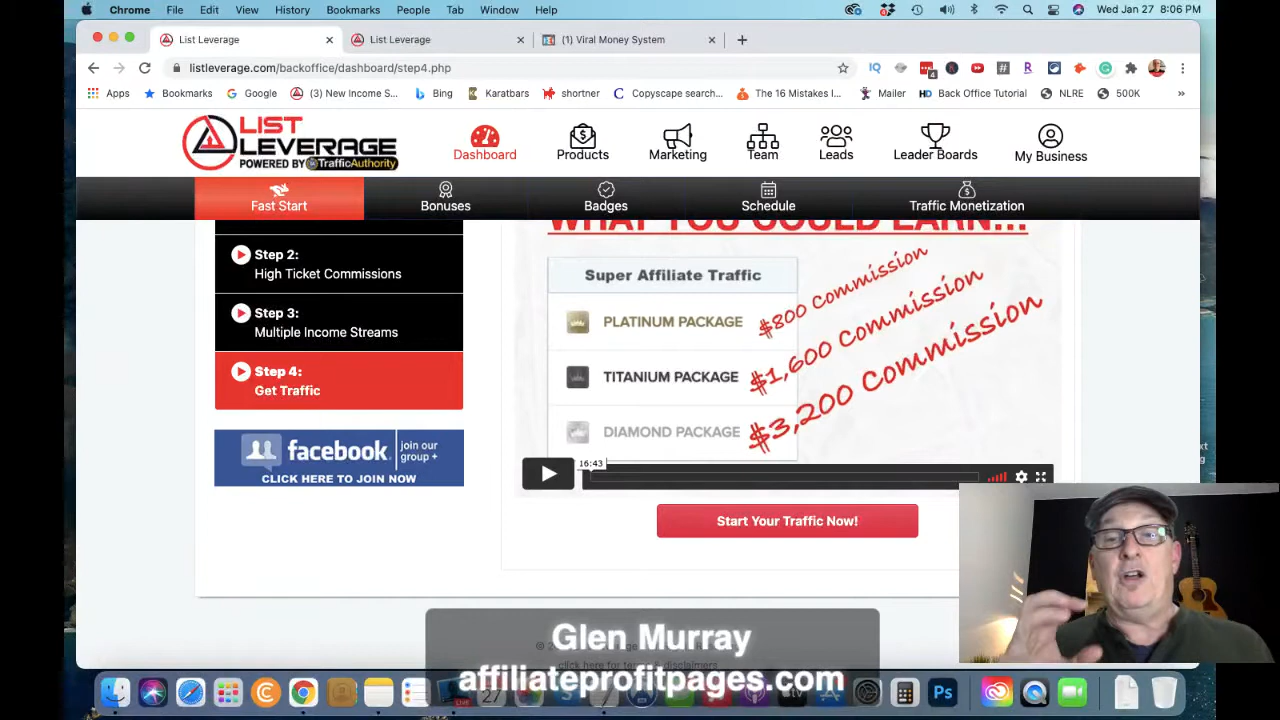 Chrome File Edit View History Bookmarks People Tab Window Help Wed Jan 27 8:06 PM
List Leverage List Leverage (1) Viral Money System
listleverage.com/backoffice/dashboard/step4.php
Apps Bookmarks Google (3) New Income S... Bing Karatbars shortner Copyscape search... The 16 Mistakes I... Mailer Back Office Tutorial NLRE 500K
LIST
LEVERAGE
POWERED BY TrafficAuthority
Dashboard Products Marketing Team Leads Leader Boards My Business
Fast Start Bonuses Badges Schedule Traffic Monetization
WHAT YOU COULD EARN...
Step 2:
High Ticket Commissions
Step 3:
Multiple Income Streams
Step 4:
Get Traffic
facebook join our group +
CLICK HERE TO JOIN NOW
Super Affiliate Traffic
PLATINUM PACKAGE $800 Commission
TITANIUM PACKAGE $1,600 Commission
DIAMOND PACKAGE $3,200 Commission
16:43
Start Your Traffic Now!
Glen Murray
affiliateprofitpages.com